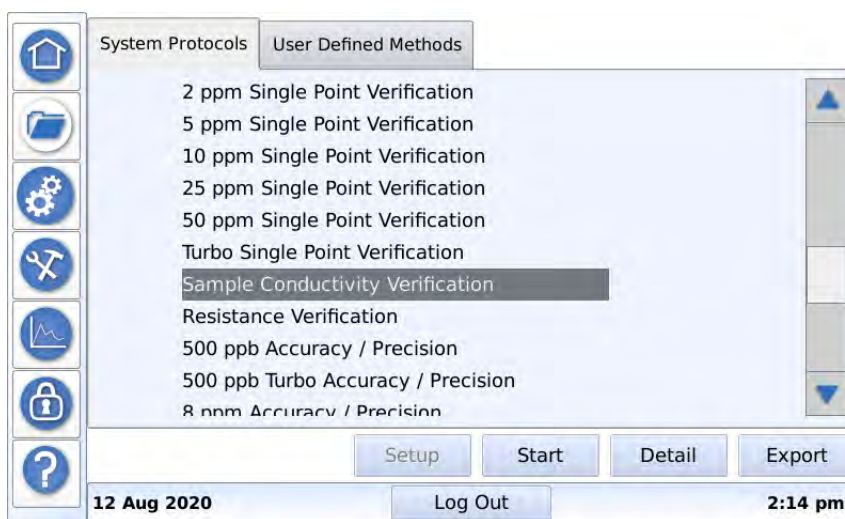 System Protocols
User Defined Methods
2 ppm Single Point Verification
5 ppm Single Point Verification
10 ppm Single Point Verification
25 ppm Single Point Verification
50 ppm Single Point Verification
Turbo Single Point Verification
Sample Conductivity Verification
Resistance Verification
500 ppb Accuracy / Precision
500 ppb Turbo Accuracy / Precision
8 ppm Accuracy / Precision
Setup
Start
Detail
Export
?
12 Aug 2020
Log Out
2:14 pm